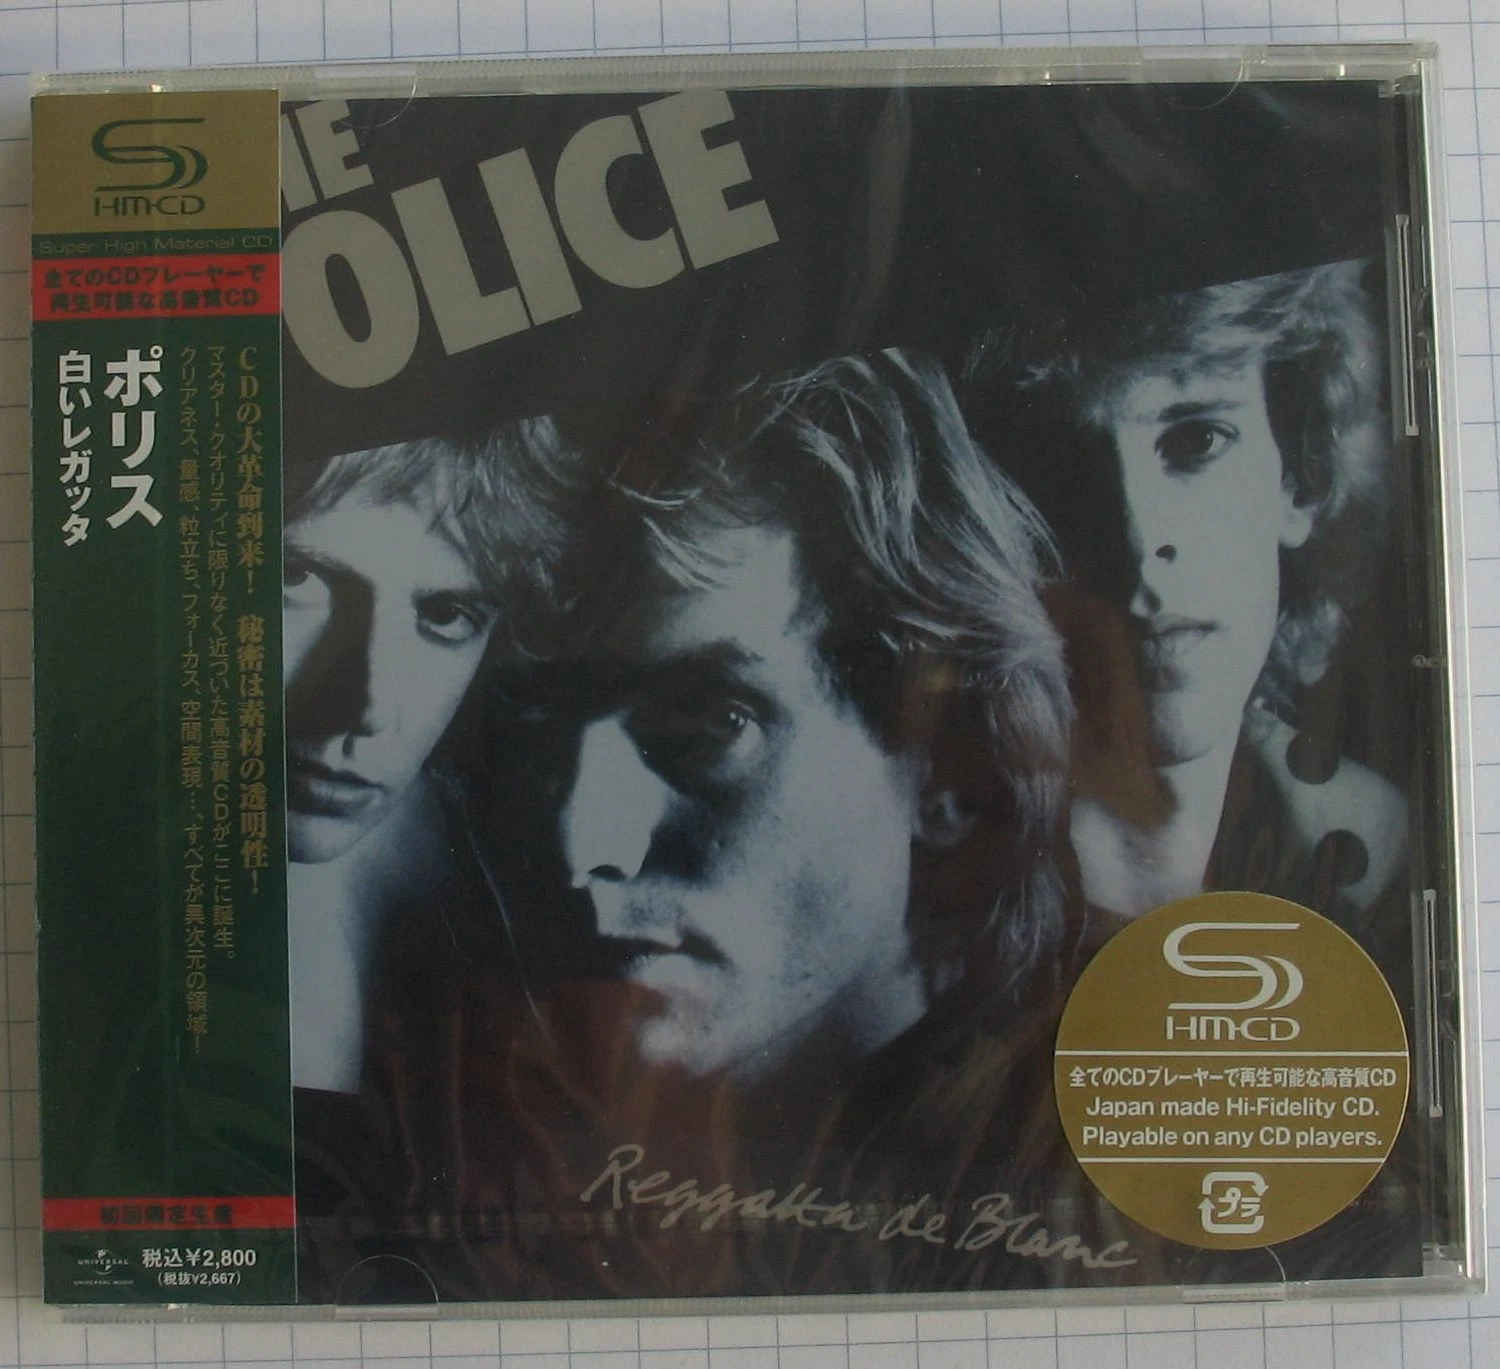 SHM-CD
Super High Material CD
全てのCDプレーヤーで
再生可能な高音質CD
CDの大革命到来! 秘密は素材の透明性!
マスター・クオリティに限りなく近づいた高音質CDがここに誕生。
クリアネス、量感、粒立ち、フォーカス、空間表現…、すべてが異次元の領域!
ポリス
白いレガッタ
初回限定生産
UNIVERSAL
UNIVERSAL MUSIC
税込¥2,800
(税抜¥2,667)
HE
OLICE
Reggatta de Blanc
SHM-CD
全てのCDプレーヤーで再生可能な高音質CD
Japan made Hi-Fidelity CD.
Playable on any CD players.
プラ